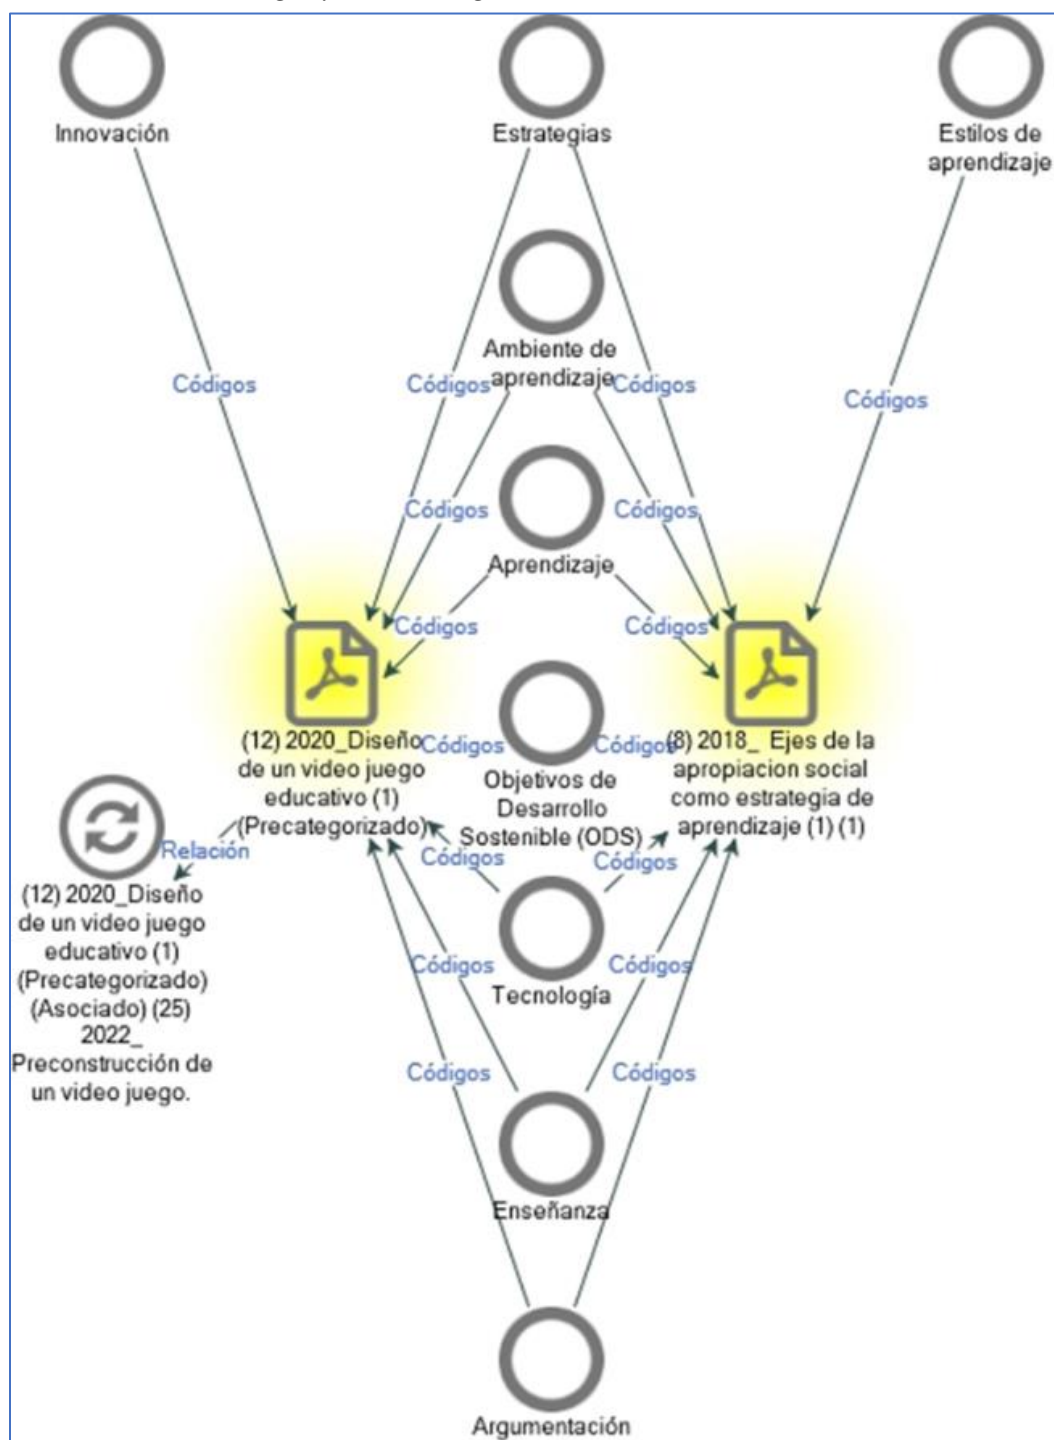 Innovación
Estrategias
Estilos de
aprendizaje
Ambiente de
aprendizaje
Códigos
Códigos
Códigos
Códigos
Códigos
Códigos
Aprendizaje
Códigos
Códigos
(12) 2020_Diseño
de un video juego
educativo (1)
(Precategorizado)
Códigos
Códigos
Objetivos de
Desarrollo
Sostenible (ODS)
(8) 2018_ Ejes de la
apropiacion social
como estrategia de
aprendizaje (1) (1)
Relación
Códigos
Códigos
(12) 2020_Diseño
de un video juego
educativo (1)
(Precategorizado)
(Asociado) (25)
2022_
Preconstrucción de
un video juego.
Códigos
Códigos
Tecnología
Códigos
Códigos
Enseñanza
Argumentación